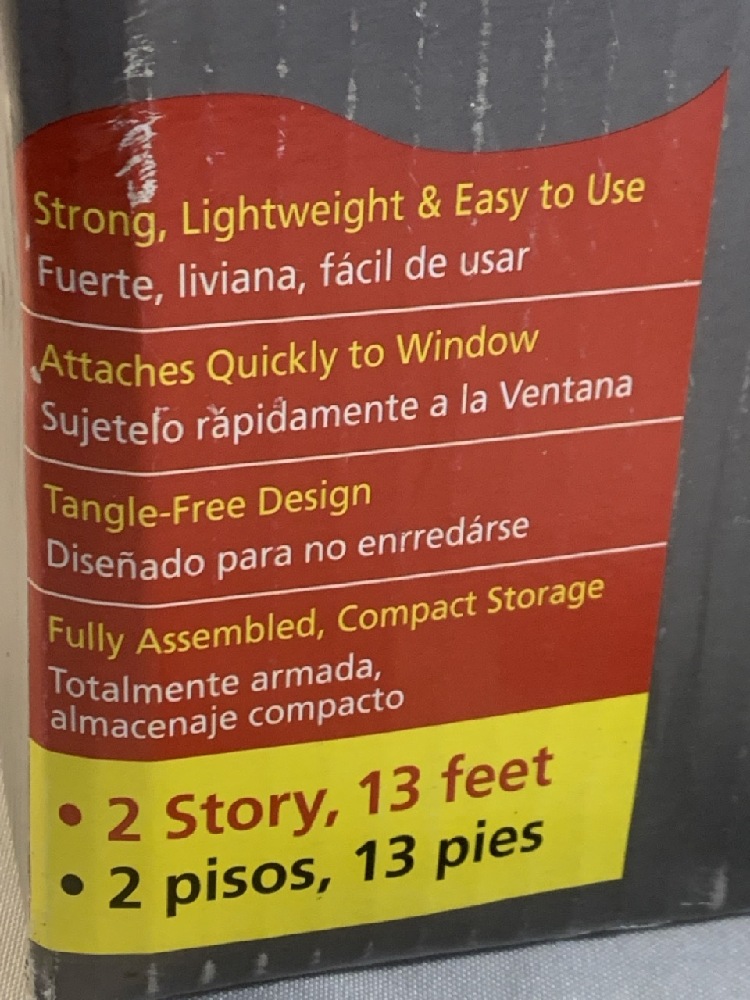 Strong, Lightweight & Easy to Use
Fuerte, liviana, fácil de usar
Attaches Quickly to Window
Sujetelo rápidamente a la Ventana
Tangle-Free Design
Diseñado para no enrredárse
Fully Assembled, Compact Storage
Totalmente armada,
almacenaje compacto
• 2 Story, 13 feet
• 2 pisos, 13 pies